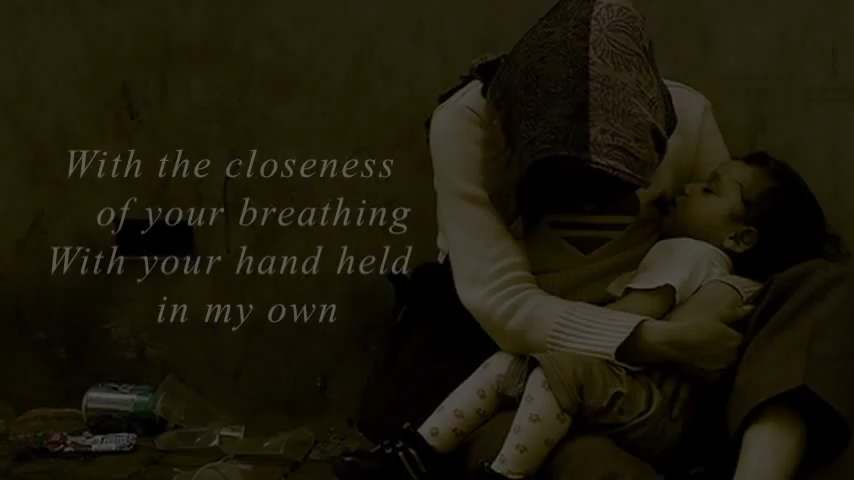 With the closeness
of your breathing
With your hand held
in my own